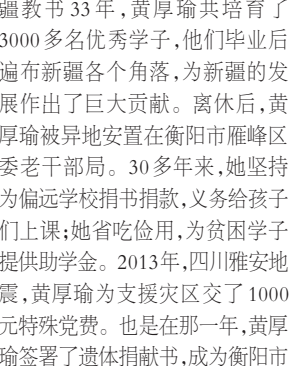 疆教书33年,黄厚瑜共培育了
3000多名优秀学子,他们毕业后
遍布新疆各个角落,为新疆的发
展作出了巨大贡献。离休后,黄
厚瑜被异地安置在衡阳市雁峰区
委老干部局。30多年来,她坚持
为偏远学校捐书捐款,义务给孩子
们上课;她省吃俭用,为贫困学子
提供助学金。2013年,四川雅安地
震,黄厚瑜为支援灾区交了1000
元特殊党费。也是在那一年,黄厚
瑜签署了遗体捐献书,成为衡阳市